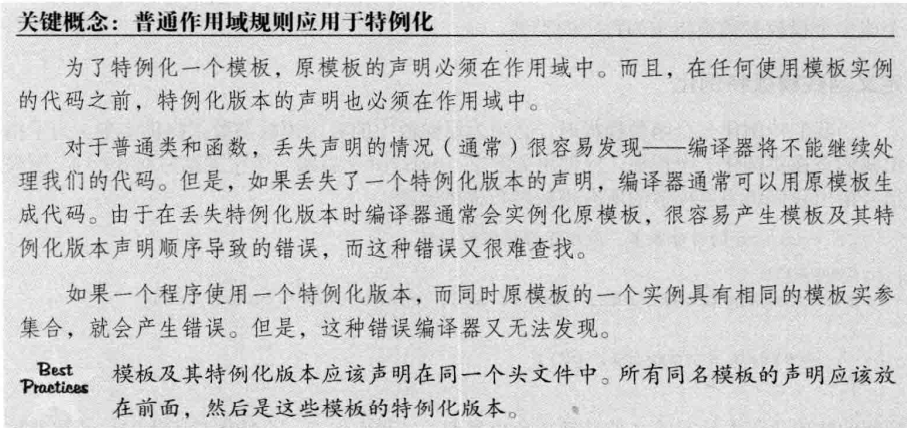 关键概念：普通作用域规则应用于特例化
为了特例化一个模板，原模板的声明必须在作用域中。而且，在任何使用模板实例
的代码之前，特例化版本的声明也必须在作用域中。
对于普通类和函数，丢失声明的情况（通常）很容易发现——编译器将不能继续处
理我们的代码。但是，如果丢失了一个特例化版本的声明，编译器通常可以用原模板生
成代码。由于在丢失特例化版本时编译器通常会实例化原模板，很容易产生模板及其特
例化版本声明顺序导致的错误，而这种错误又很难查找。
如果一个程序使用一个特例化版本，而同时原模板的一个实例具有相同的模板实参
集合，就会产生错误。但是，这种错误编译器又无法发现。
Best
Practices
模板及其特例化版本应该声明在同一个头文件中。所有同名模板的声明应该放
在前面，然后是这些模板的特例化版本。